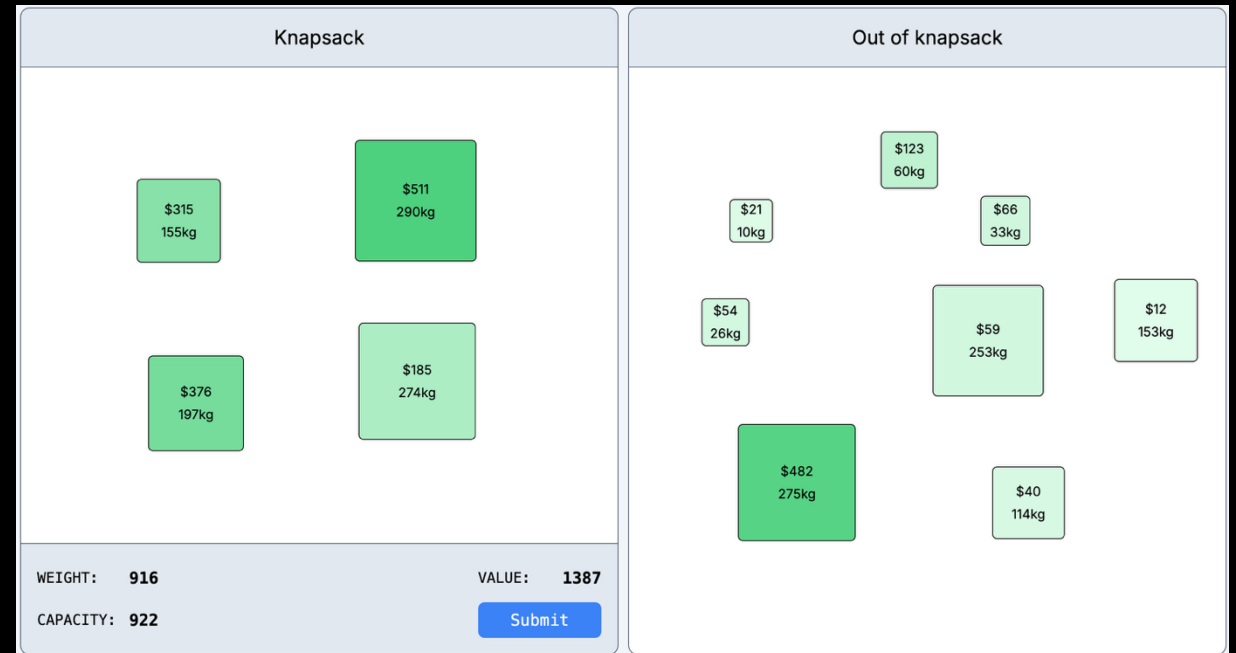 Knapsack
$315
155kg
$511
290kg
$376
197kg
$185
274kg
WEIGHT: 916
VALUE: 1387
CAPACITY: 922
Submit
Out of knapsack
$123
60kg
$21
10kg
$66
33kg
$54
26kg
$59
253kg
$12
153kg
$482
275kg
$40
114kg